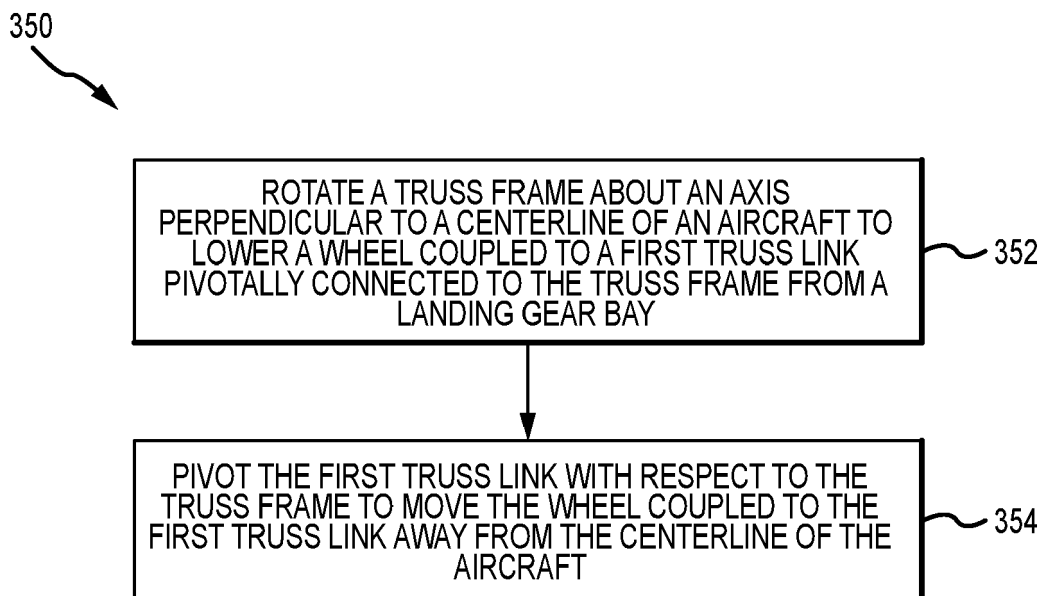 350
ROTATE A TRUSS FRAME ABOUT AN AXIS
PERPENDICULAR TO A CENTERLINE OF AN AIRCRAFT TO
LOWER A WHEEL COUPLED TO A FIRST TRUSS LINK
PIVOTALLY CONNECTED TO THE TRUSS FRAME FROM A
LANDING GEAR BAY
352
PIVOT THE FIRST TRUSS LINK WITH RESPECT TO THE
TRUSS FRAME TO MOVE THE WHEEL COUPLED TO THE
FIRST TRUSS LINK AWAY FROM THE CENTERLINE OF THE
AIRCRAFT
354